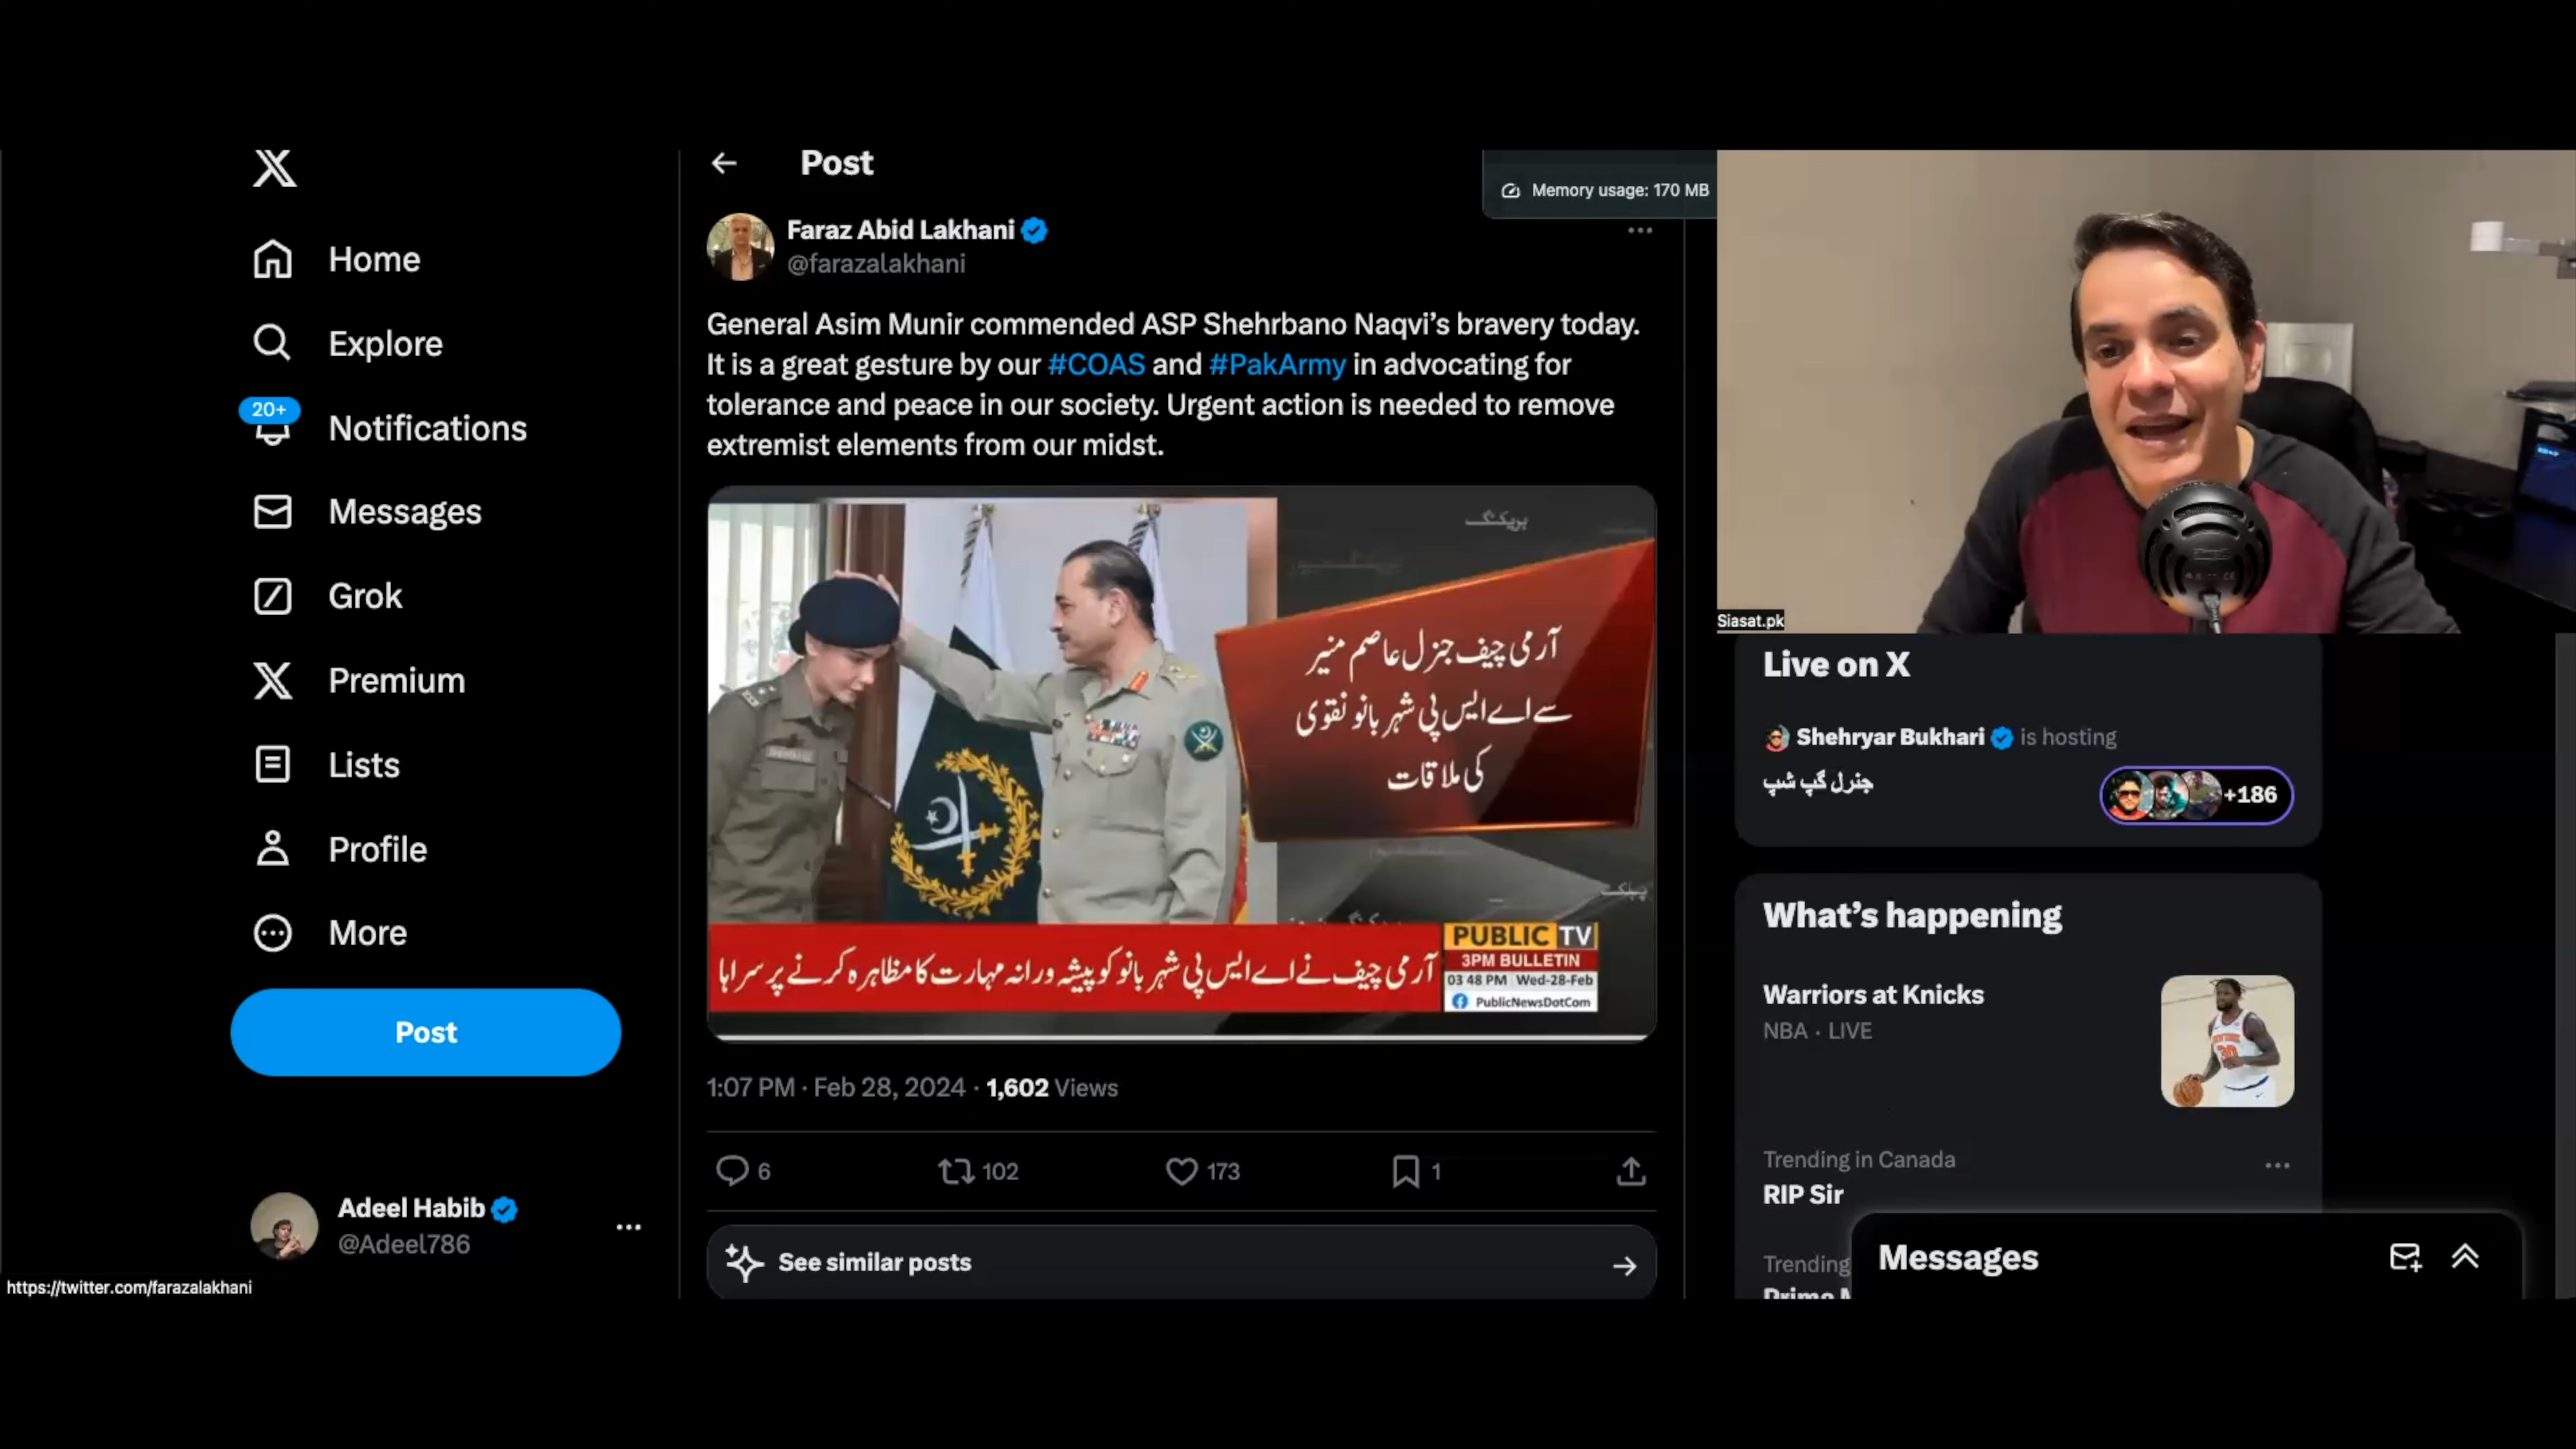 Home
Explore
20+
Notifications
Messages
Grok
Premium
Lists
Profile
More
Post
Adeel Habib
@Adeel786
https://twitter.com/farazalakhani
Post
Memory usage: 170 MB
Faraz Abid Lakhani
@farazalakhani
General Asim Munir commended ASP Shehrbano Naqvi’s bravery today.
It is a great gesture by our #COAS and #PakArmy in advocating for
tolerance and peace in our society. Urgent action is needed to remove
extremist elements from our midst.
بریکنگ
آرمی چیف جنرل عاصم منیر
سے اے ایس پی شہر بانو نقوی
کی ملاقات
پبلک
آرمی چیف نے اے ایس پی شہر بانو کو پیشہ ورانہ مہارت کا مظاہرہ کرنے پر سراہا
PUBLIC TV
3PM BULLETIN
03 48 PM Wed-28-Feb
PublicNewsDotCom
1:07 PM · Feb 28, 2024 · 1,602 Views
6 102 173 1
See similar posts
Siasat.pk
Live on X
Shehryar Bukhari is hosting
جنرل گپ شپ
+186
What’s happening
Warriors at Knicks
NBA · LIVE
Trending in Canada
RIP Sir
Trending
Messages